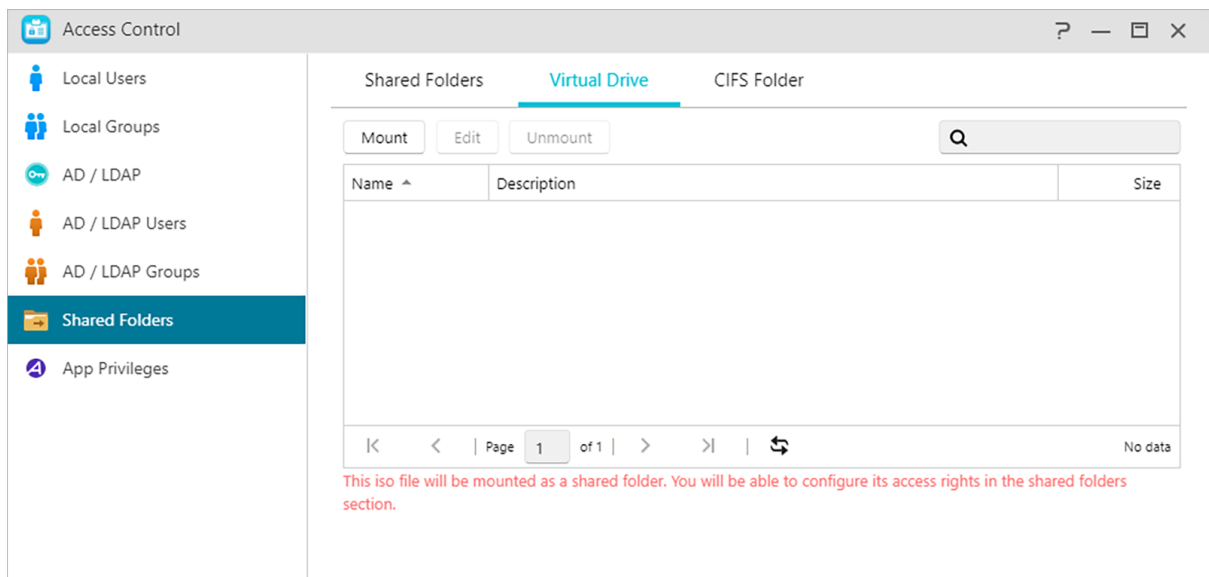 Access Control
Local Users
Local Groups
AD / LDAP
AD / LDAP Users
AD / LDAP Groups
Shared Folders
App Privileges
Shared Folders Virtual Drive CIFS Folder
Mount Edit Unmount
Name Description Size
Page 1 of 1 No data
This iso file will be mounted as a shared folder. You will be able to configure its access rights in the shared folders
section.